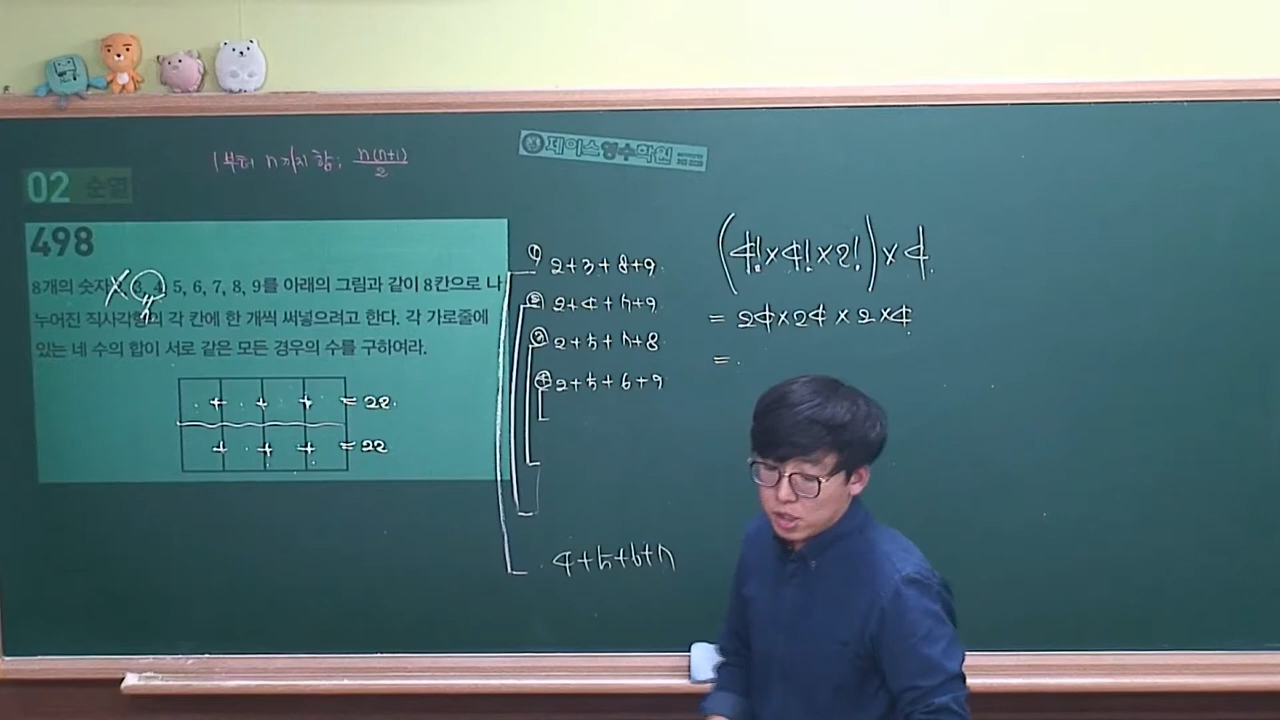 1부터 n까지 합; n(n+1)/2
제이스영수학원
02 순열
498
8개의 숫자 3, 4, 5, 6, 7, 8, 9를 아래의 그림과 같이 8칸으로 나
누어진 직사각형의 각 칸에 한 개씩 써넣으려고 한다. 각 가로줄에
있는 네 수의 합이 서로 같은 모든 경우의 수를 구하여라.
+ + + = 22
+ + + = 22
① 2+3+8+9
② 2+4+7+9
③ 2+5+7+8
④ 2+5+6+9
4+5+6+7
(4!×4!×2!)×4
= 24×24×2×4
=